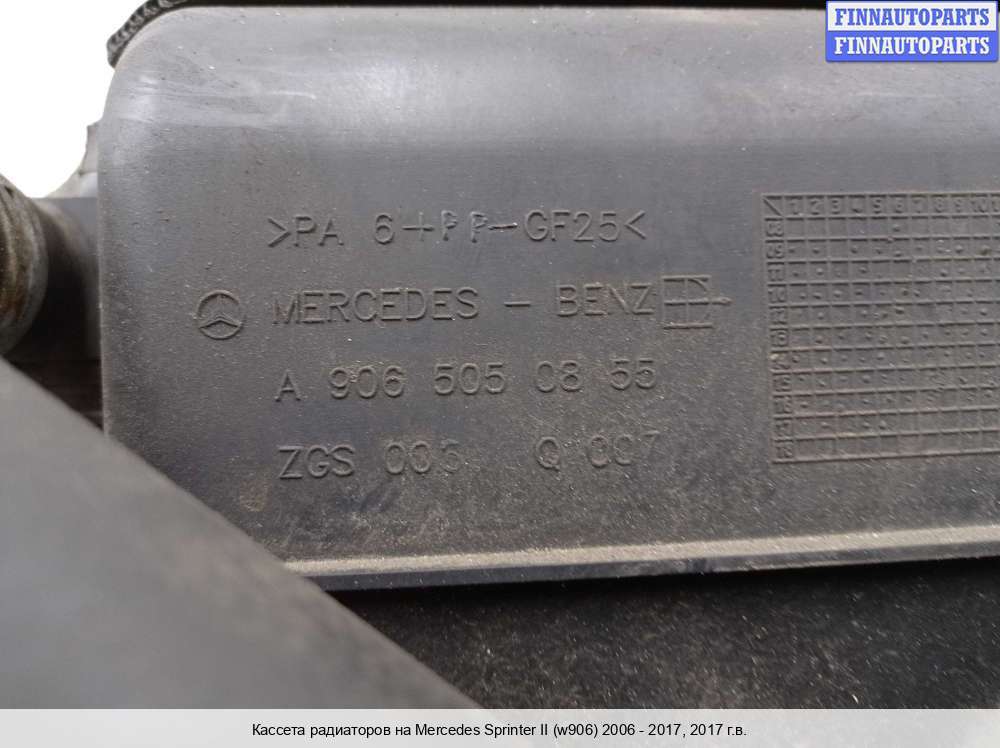 FINNAUTOPARTS
FINNAUTOPARTS
>PA 6+PP-GF25<
MERCEDES - BENZ
A 906 505 08 55
ZGS 005 Q 007
Кассета радиаторов на Mercedes Sprinter II (w906) 2006 - 2017, 2017 г.в.